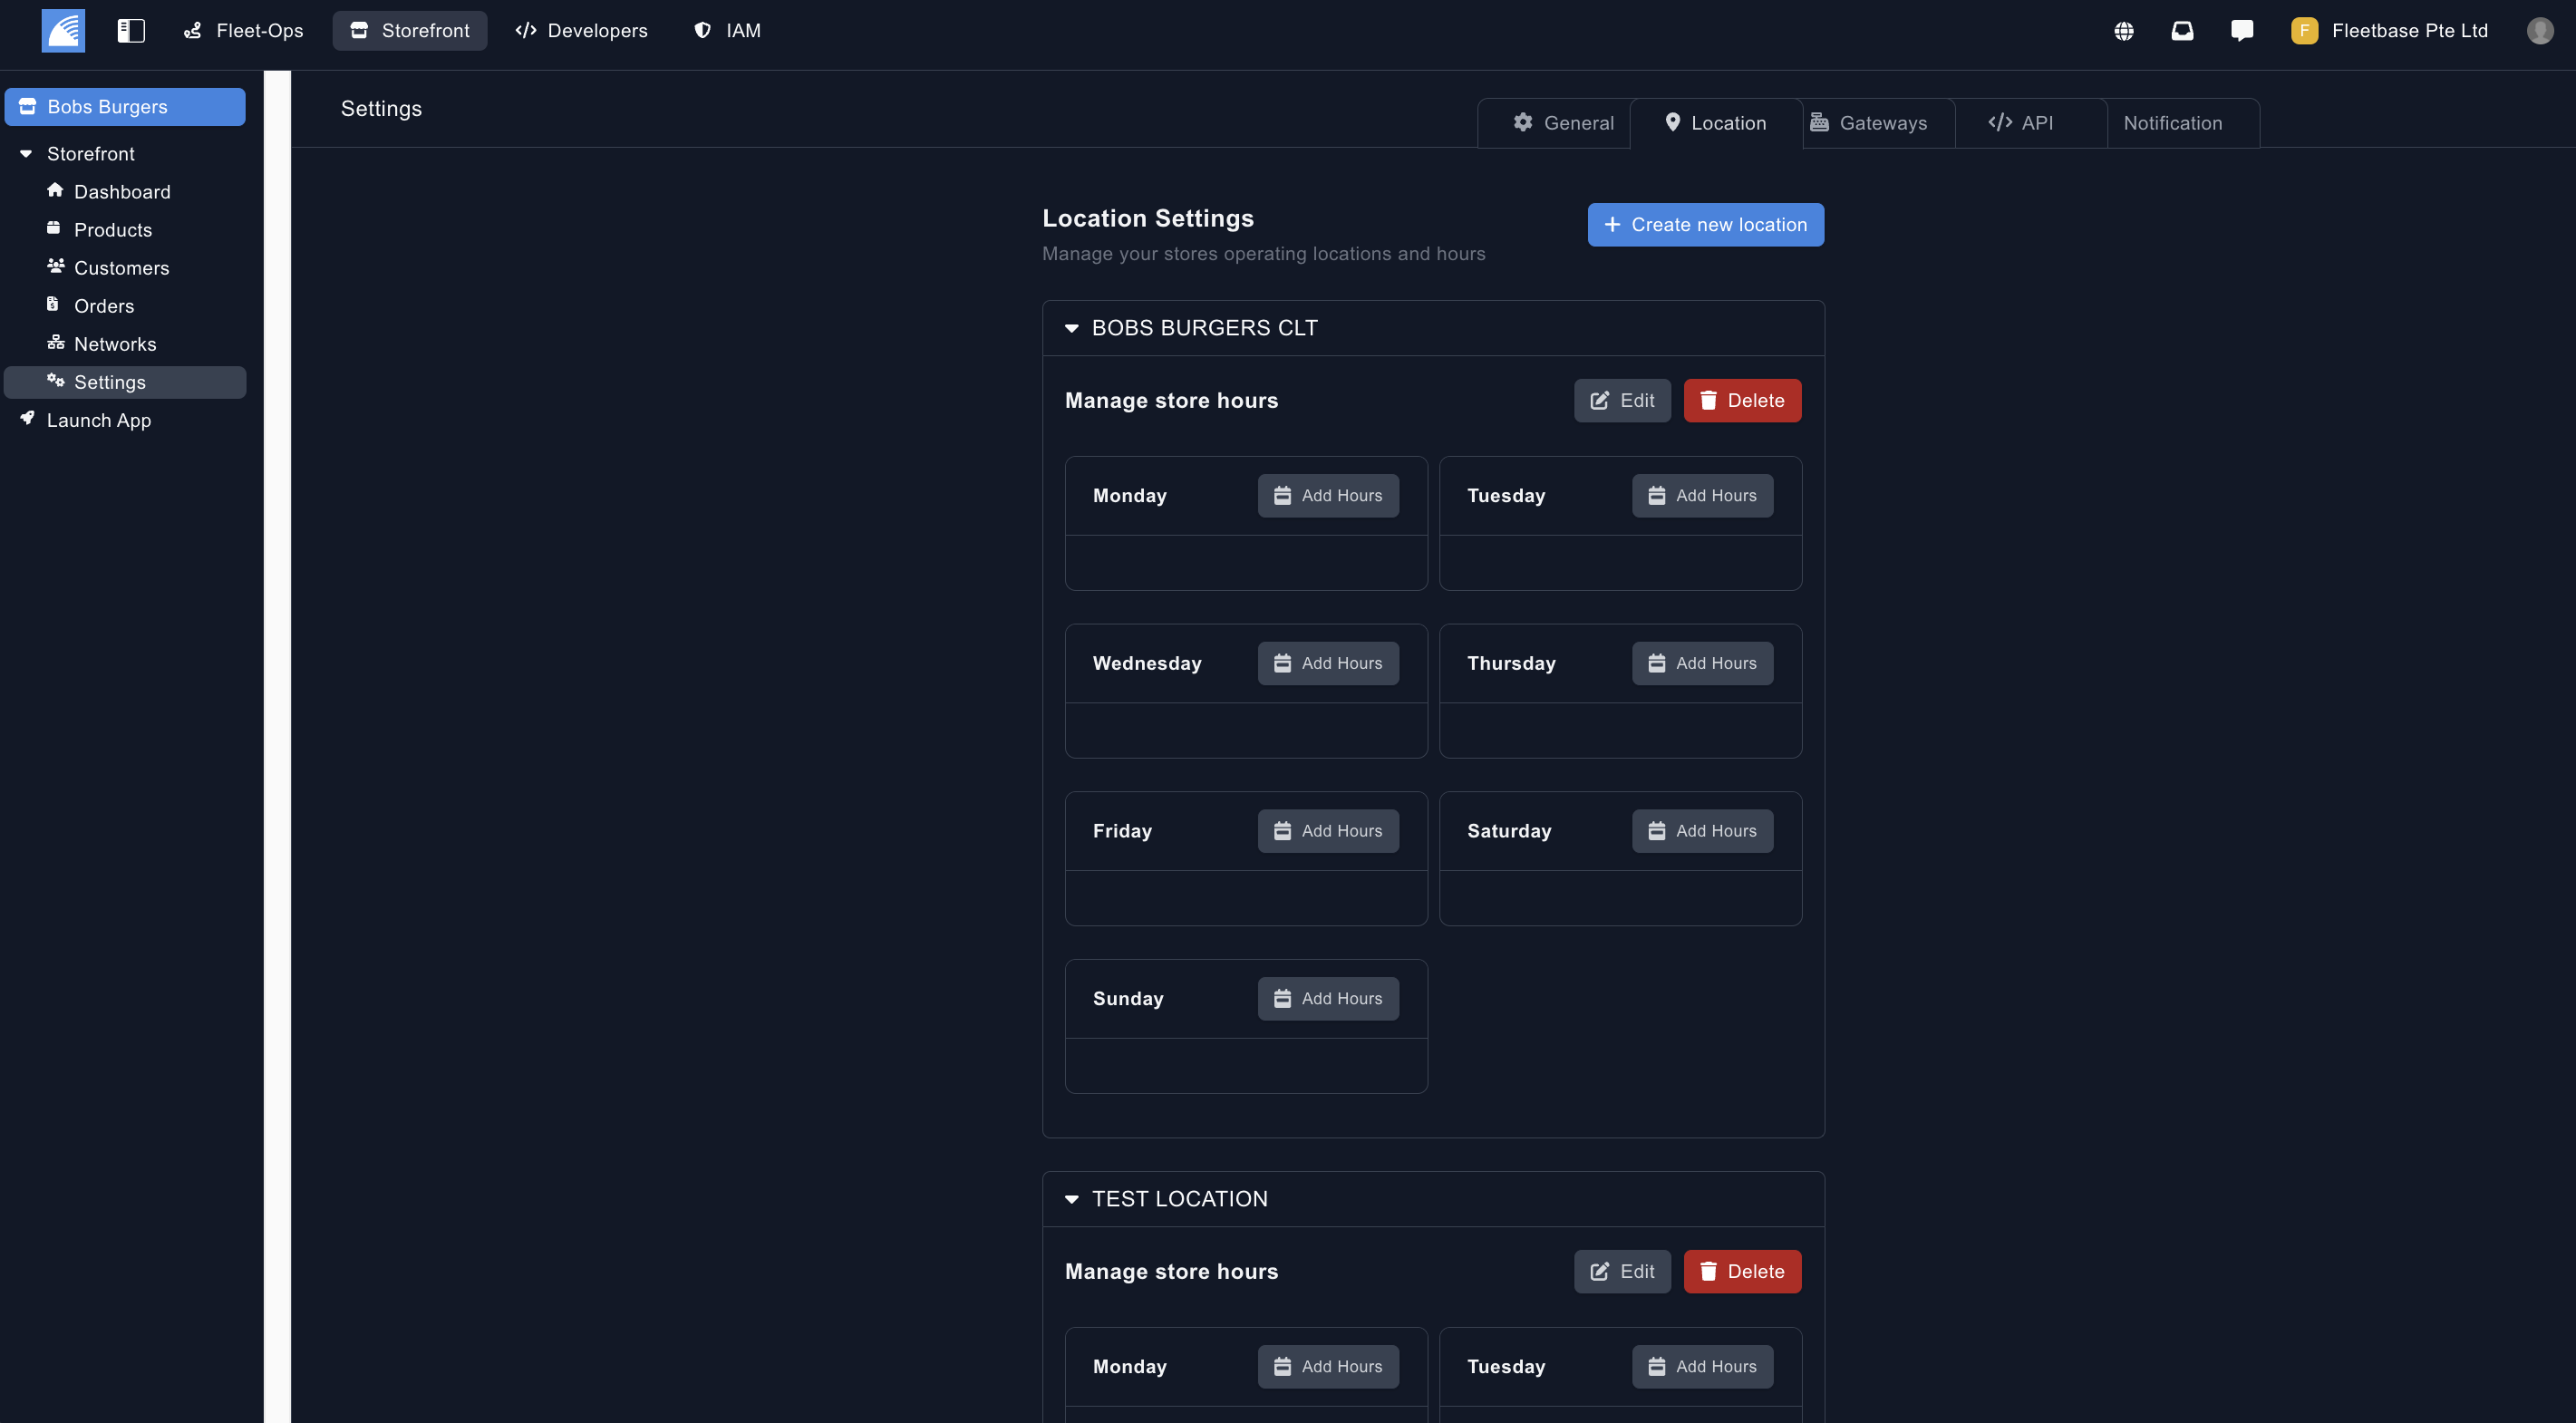 Fleet-Ops Storefront Developers IAM F Fleetbase Pte Ltd
Bobs Burgers
Storefront
Dashboard
Products
Customers
Orders
Networks
Settings
Launch App
Settings
General Location Gateways API Notification
Location Settings
Create new location
Manage your stores operating locations and hours
BOBS BURGERS CLT
Manage store hours Edit Delete
Monday Add Hours Tuesday Add Hours
Wednesday Add Hours Thursday Add Hours
Friday Add Hours Saturday Add Hours
Sunday Add Hours
TEST LOCATION
Manage store hours Edit Delete
Monday Add Hours Tuesday Add Hours